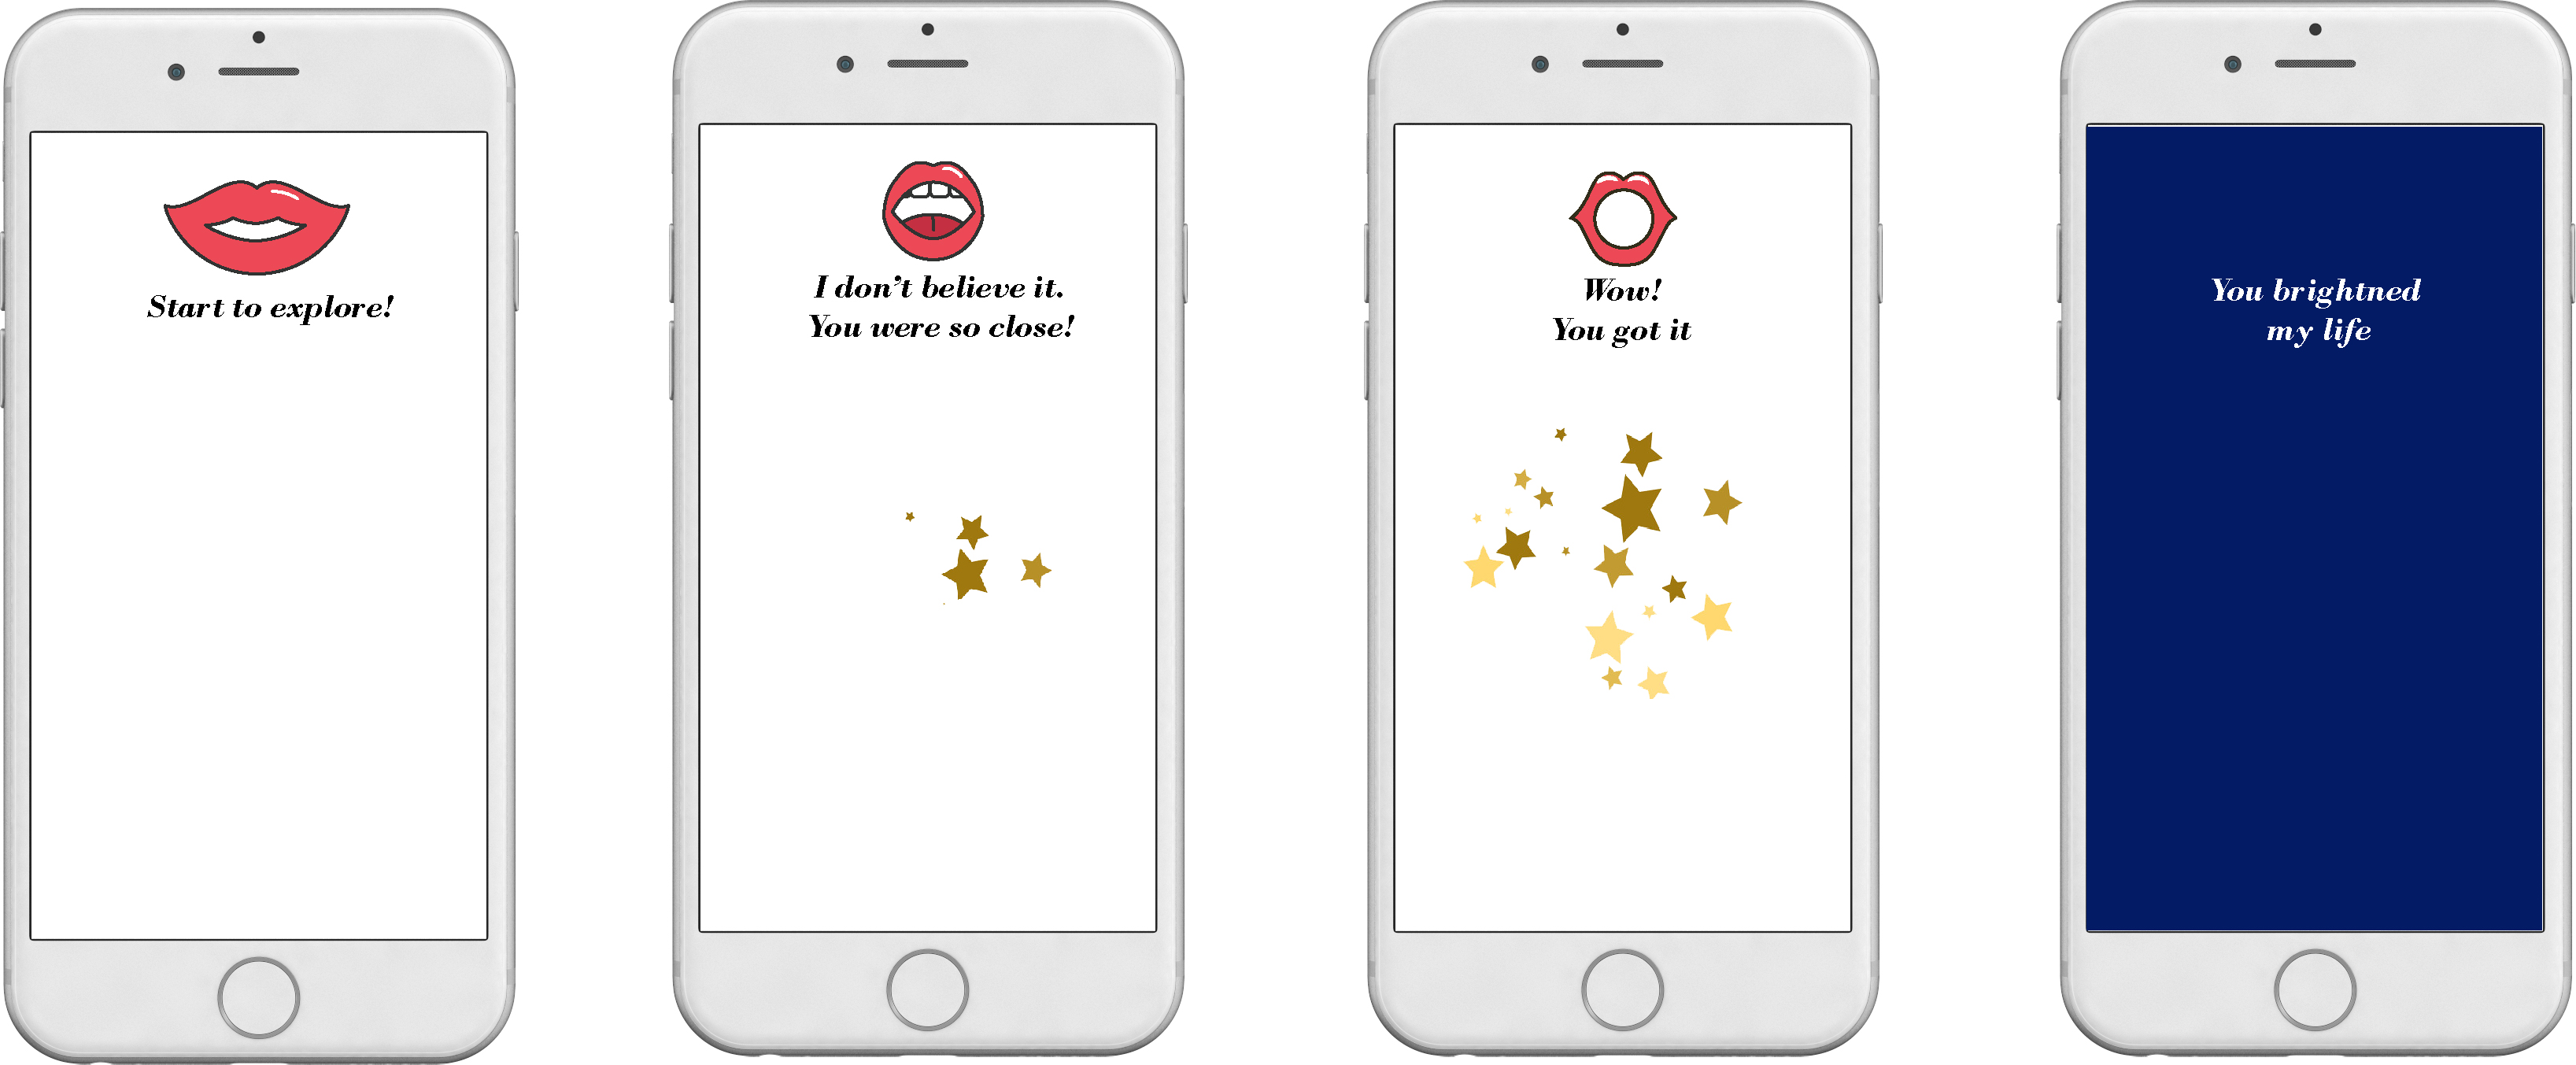 Start to explore!
I don't believe it.
You were so close!
Wow!
You got it
You brightned
my life